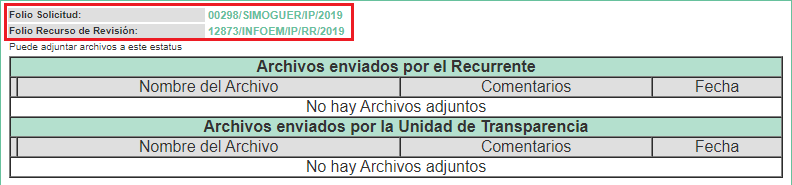 Folio Solicitud: 00298/SIMOGUER/IP/2019
Folio Recurso de Revisión: 12873/INFOEM/IP/RR/2019
Puede adjuntar archivos a este estatus
Archivos enviados por el Recurrente
Nombre del Archivo Comentarios Fecha
No hay Archivos adjuntos
Archivos enviados por la Unidad de Transparencia
Nombre del Archivo Comentarios Fecha
No hay Archivos adjuntos